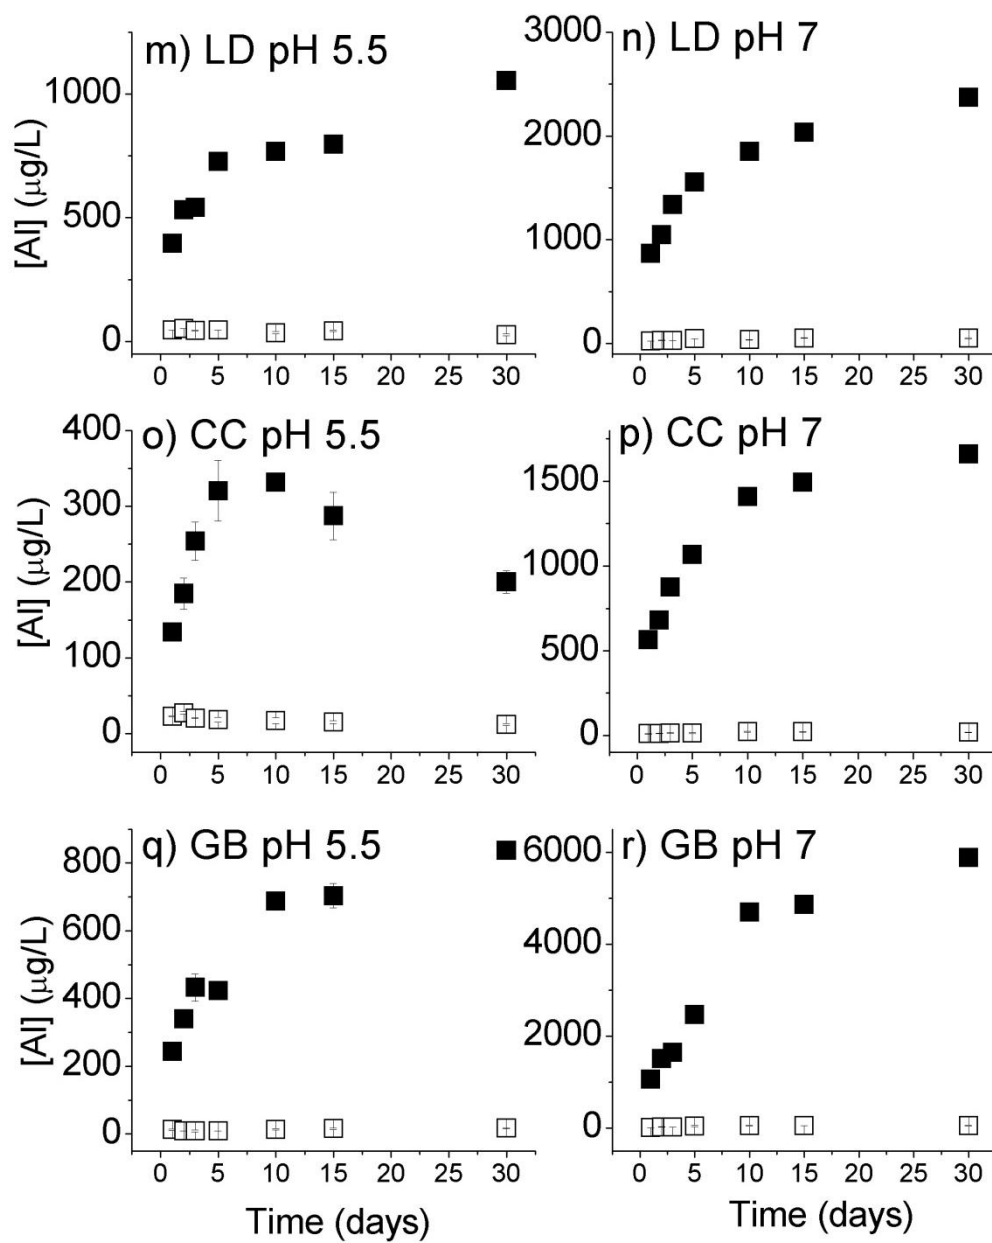 m) LD pH 5.5
[Al] (μg/L)
1000
500
0
0 5 10 15 20 25 30
n) LD pH 7
3000
2000
1000
0
0 5 10 15 20 25 30
o) CC pH 5.5
[Al] (μg/L)
400
300
200
100
0
0 5 10 15 20 25 30
p) CC pH 7
1500
1000
500
0
0 5 10 15 20 25 30
q) GB pH 5.5
[Al] (μg/L)
800
600
400
200
0
0 5 10 15 20 25 30
Time (days)
r) GB pH 7
6000
4000
2000
0
0 5 10 15 20 25 30
Time (days)